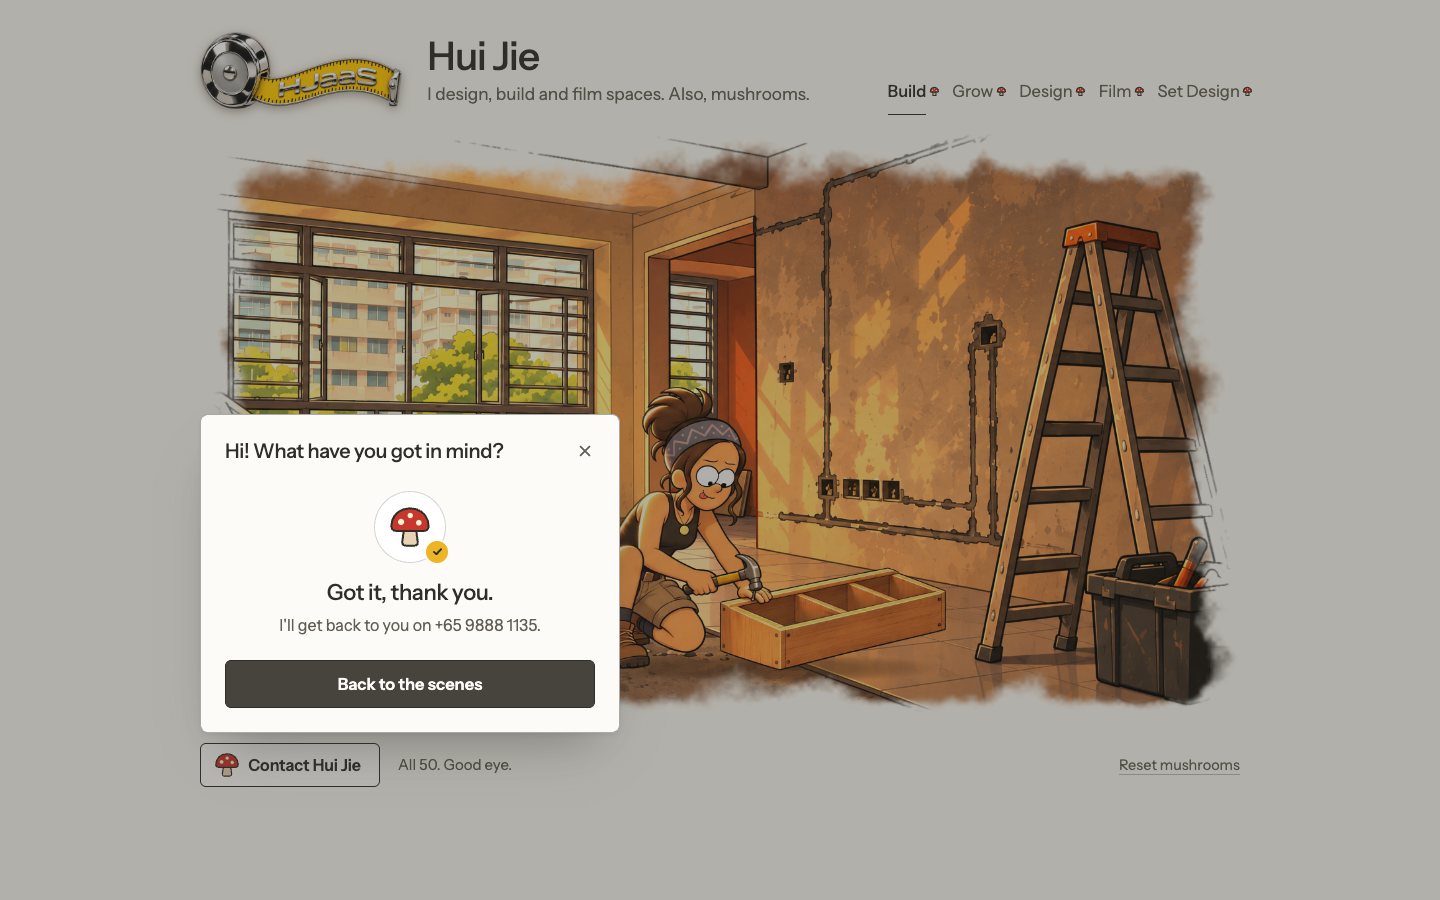 HJaaS
Hui Jie
I design, build and film spaces. Also, mushrooms.
Build Grow Design Film Set Design
Hi! What have you got in mind?
Got it, thank you.
I'll get back to you on +65 9888 1135.
Back to the scenes
Contact Hui Jie
All 50. Good eye.
Reset mushrooms